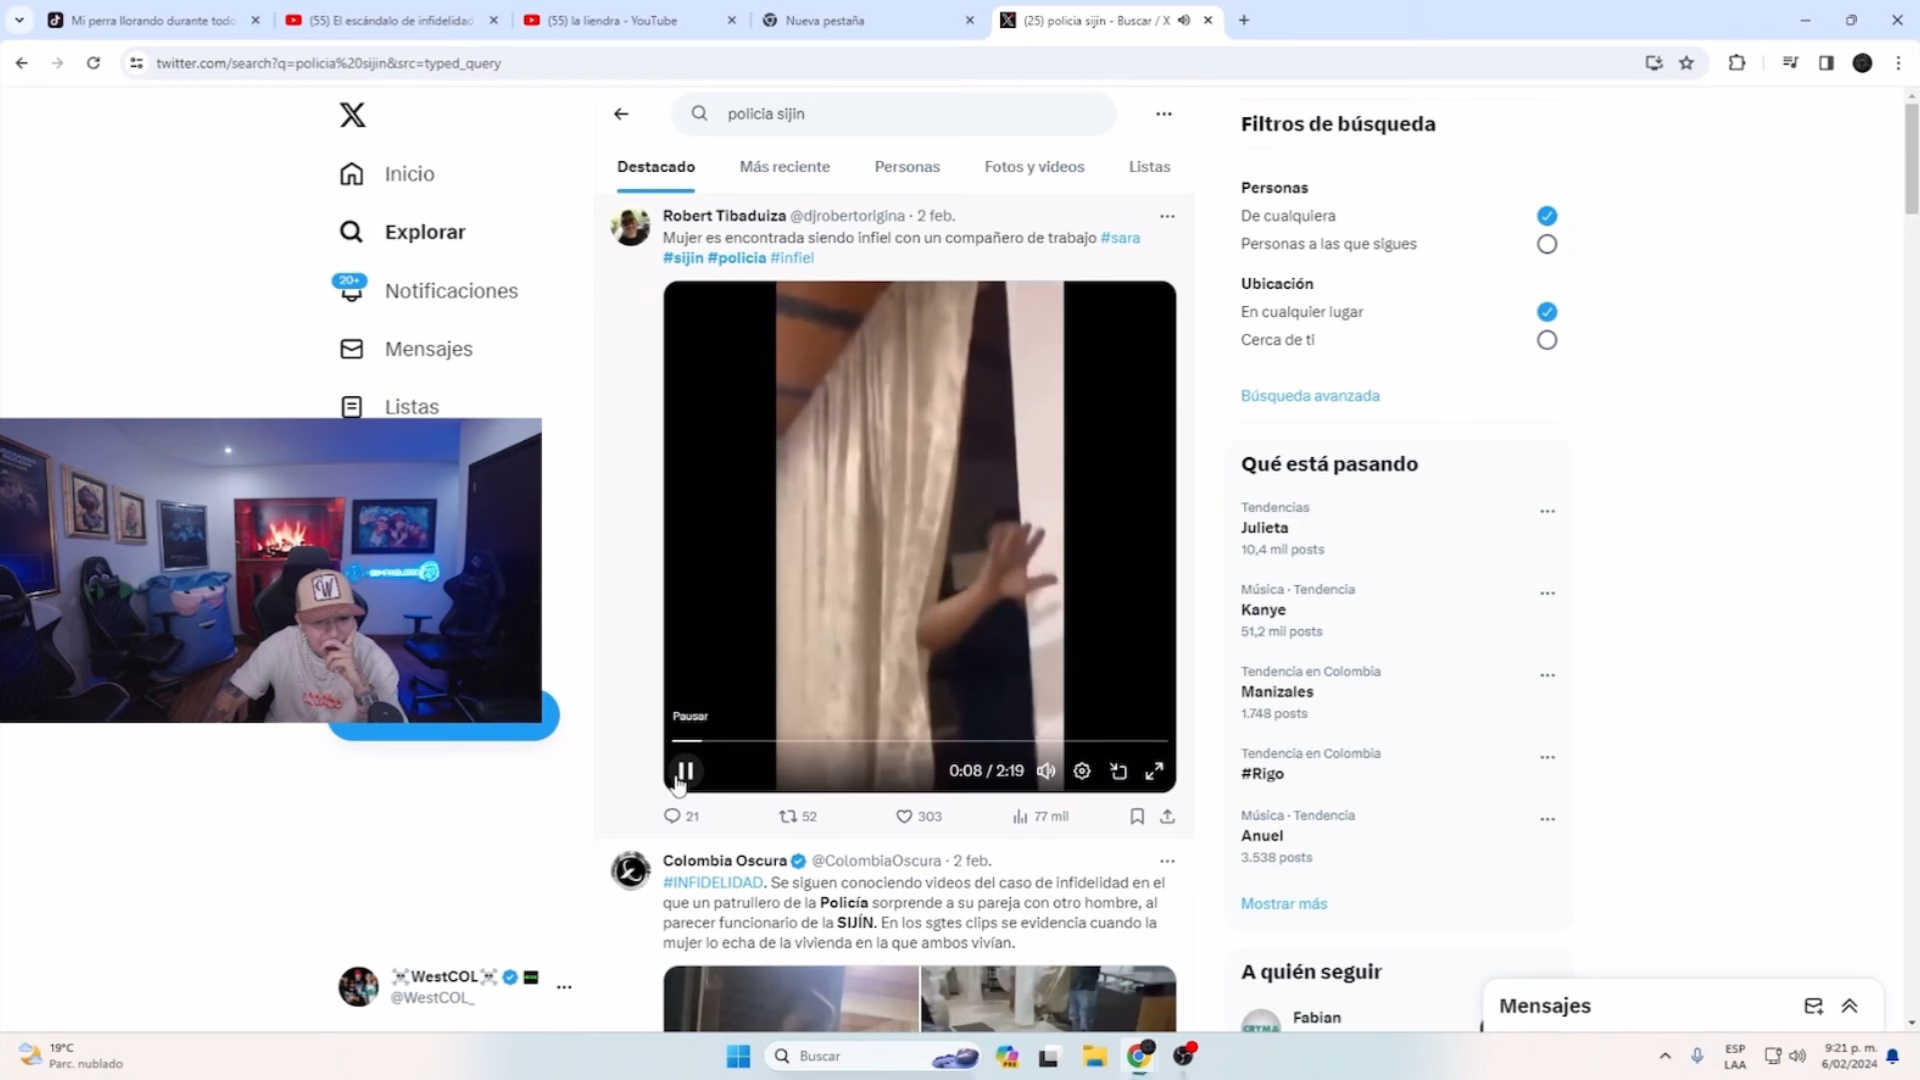 Mi perra llorando durante todo
(55) El escándalo de infidelidad
(55) la liendra - YouTube
Nueva pestaña
(25) policia sijin - Buscar / X
twitter.com/search?q=policia%20sijin&src=typed_query
policia sijin
Destacado
Más reciente
Personas
Fotos y videos
Listas
Inicio
Explorar
20+
Notificaciones
Mensajes
Listas
Robert Tibaduiza @djrobertorigina · 2 feb.
Mujer es encontrada siendo infiel con un compañero de trabajo #sara
#sijin #policia #infiel
Pausar
0:08 / 2:19
21
52
303
77 mil
Colombia Oscura @ColombiaOscura · 2 feb.
#INFIDELIDAD. Se siguen conociendo videos del caso de infidelidad en el
que un patrullero de la Policía sorprende a su pareja con otro hombre, al
parecer funcionario de la SIJÍN. En los sgtes clips se evidencia cuando la
mujer lo echa de la vivienda en la que ambos vivían.
WestCOL
@WestCOL_
Filtros de búsqueda
Personas
De cualquiera
Personas a las que sigues
Ubicación
En cualquier lugar
Cerca de ti
Búsqueda avanzada
Qué está pasando
Tendencias
Julieta
10,4 mil posts
Música · Tendencia
Kanye
51,2 mil posts
Tendencia en Colombia
Manizales
1.748 posts
Tendencia en Colombia
#Rigo
Música · Tendencia
Anuel
3.538 posts
Mostrar más
A quién seguir
Fabian
Mensajes
19°C
Parc. nublado
Buscar
PRE
ESP
LAA
9:21 p. m.
6/02/2024